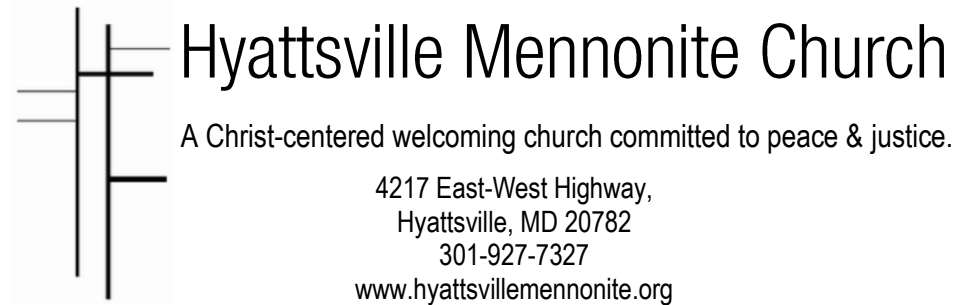 Hyattsville Mennonite Church
A Christ-centered welcoming church committed to peace & justice.
4217 East-West Highway,
Hyattsville, MD 20782
301-927-7327
www.hyattsvillemennonite.org